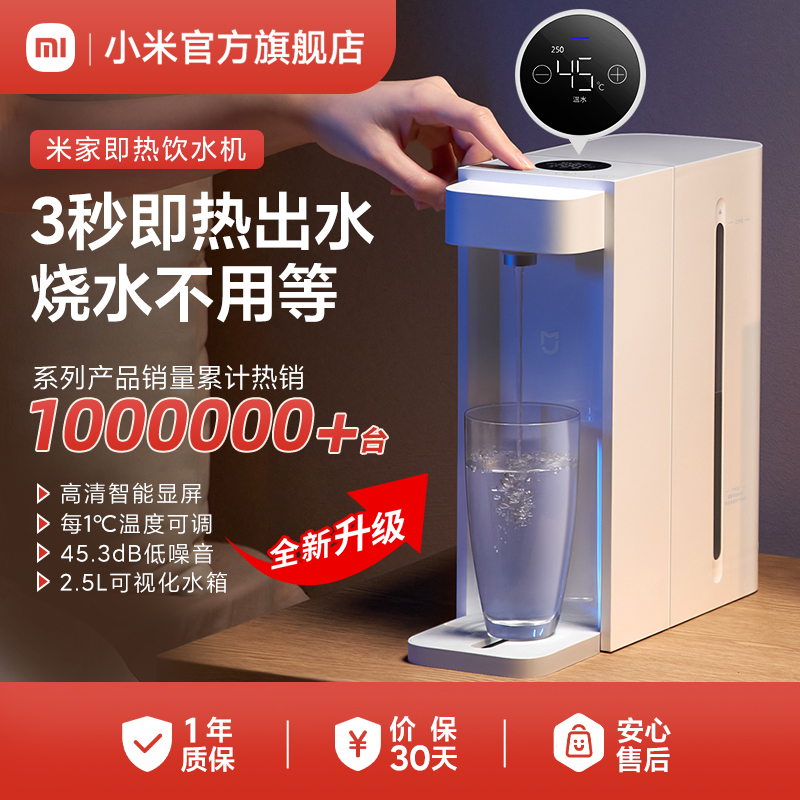 小米官方旗舰店
250
45
℃
温水
米家即热饮水机
3秒即热出水
烧水不用等
系列产品销量累计热销
1000000+台
高清智能显屏
每1℃温度可调
45.3dB低噪音
2.5L可视化水箱
全新升级
1年
质保
价 保
30天
安心
售后